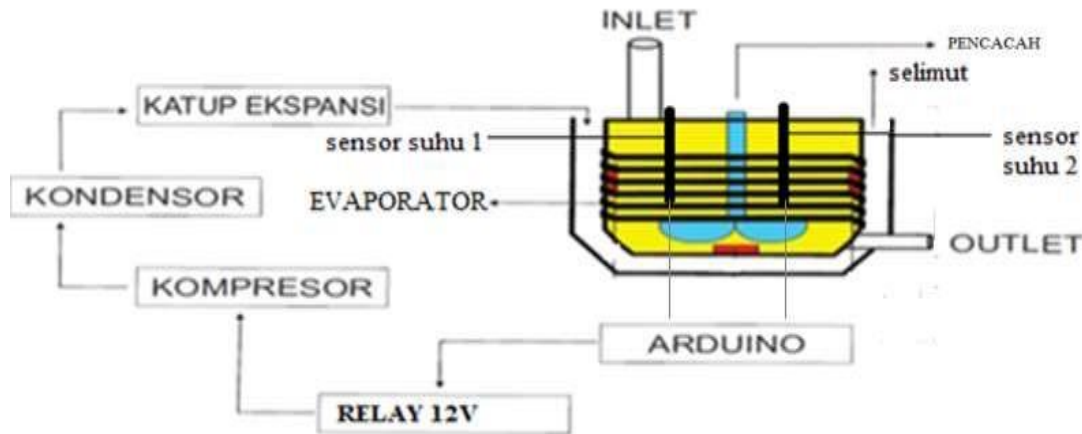 INLET
PENCACAH
selimut
KATUP EKSPANSI
sensor suhu 1
sensor
suhu 2
KONDENSOR
EVAPORATOR
OUTLET
KOMPRESOR
ARDUINO
RELAY 12V